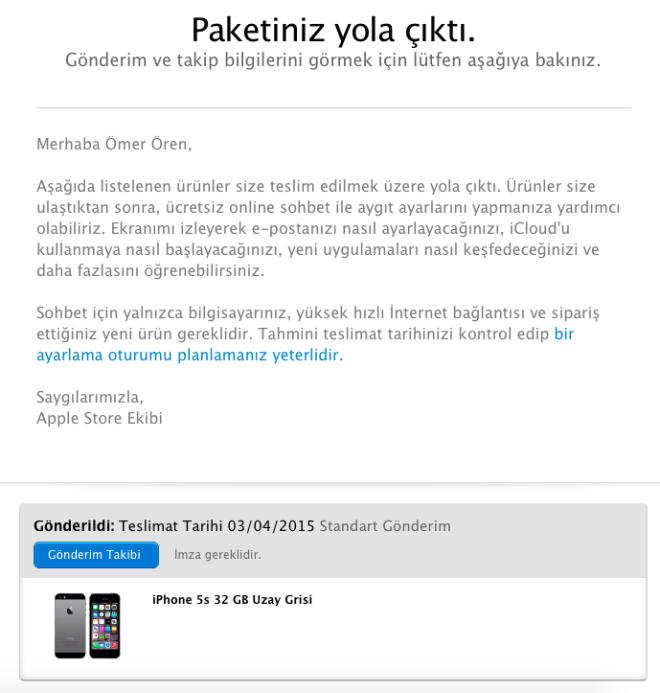 Paketiniz yola çıktı.
Gönderim ve takip bilgilerini görmek için lütfen aşağıya bakınız.
Merhaba Ömer Ören,
Aşağıda listelenen ürünler size teslim edilmek üzere yola çıktı. Ürünler size
ulaştıktan sonra, ücretsiz online sohbet ile aygıt ayarlarını yapmanıza yardımcı
olabiliriz. Ekranımı izleyerek e-postanızı nasıl ayarlayacağınızı, iCloud'u
kullanmaya nasıl başlayacağınızı, yeni uygulamaları nasıl keşfedeceğinizi ve
daha fazlasını öğrenebilirsiniz.
Sohbet için yalnızca bilgisayarınız, yüksek hızlı İnternet bağlantısı ve sipariş
ettiğiniz yeni ürün gereklidir. Tahmini teslimat tarihinizi kontrol edip bir
ayarlama oturumu planlamanız yeterlidir.
Saygılarımızla,
Apple Store Ekibi
Gönderildi: Teslimat Tarihi 03/04/2015 Standart Gönderim
Gönderim Takibi İmza gereklidir.
iPhone 5s 32 GB Uzay Grisi